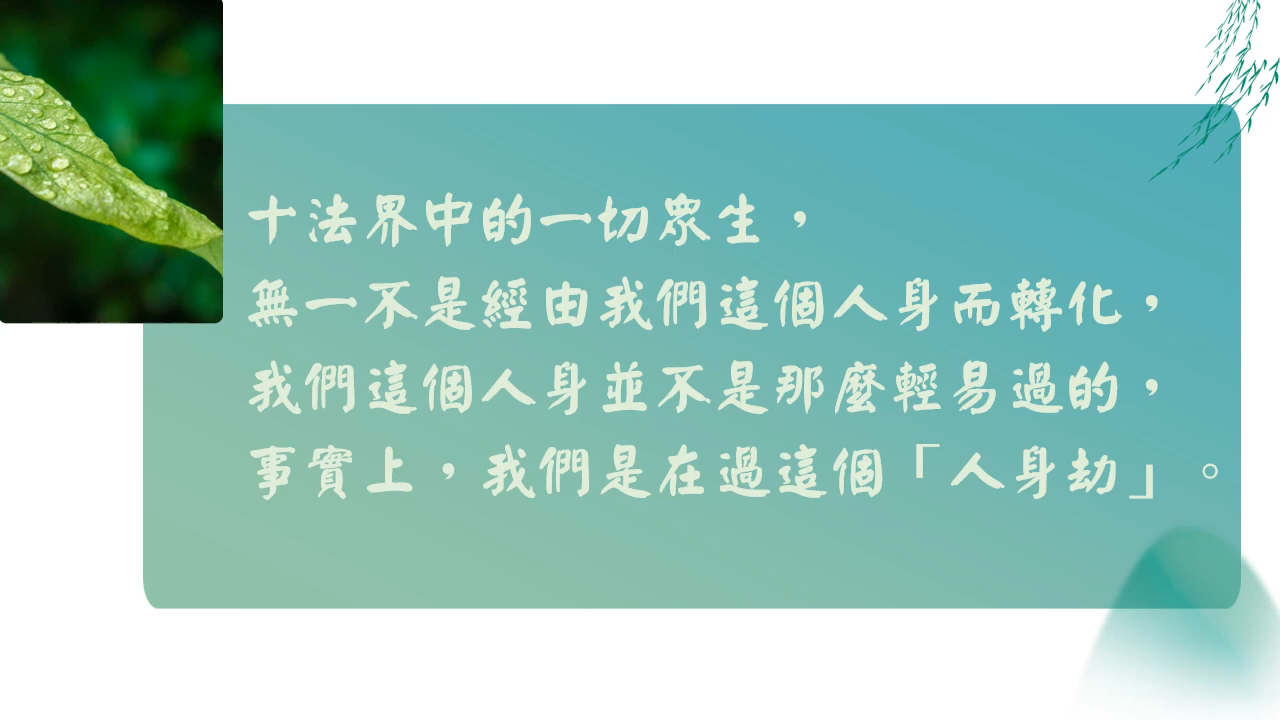 十法界中的一切眾生，
無一不是經由我們這個人身而轉化，
我們這個人身並不是那麼輕易過的，
事實上，我們是在過這個「人身劫」。